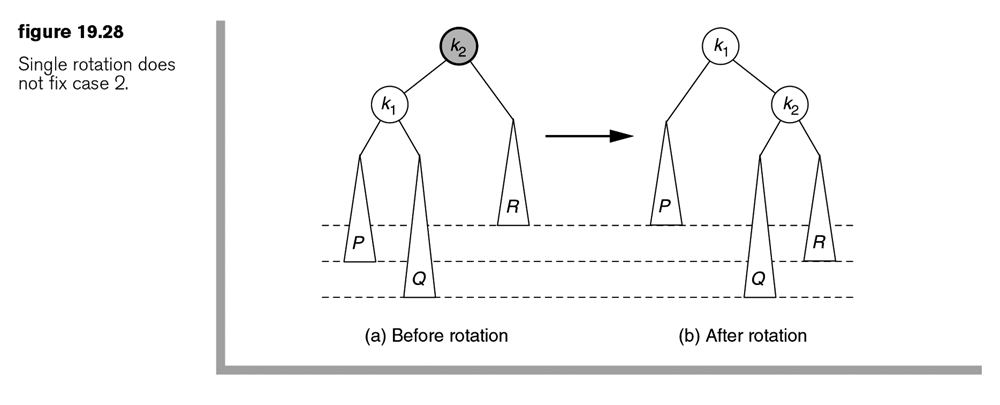 figure 19.28
Single rotation does
not fix case 2.
k2
k1
P
Q
R
k1
k2
P
Q
R
(a) Before rotation
(b) After rotation